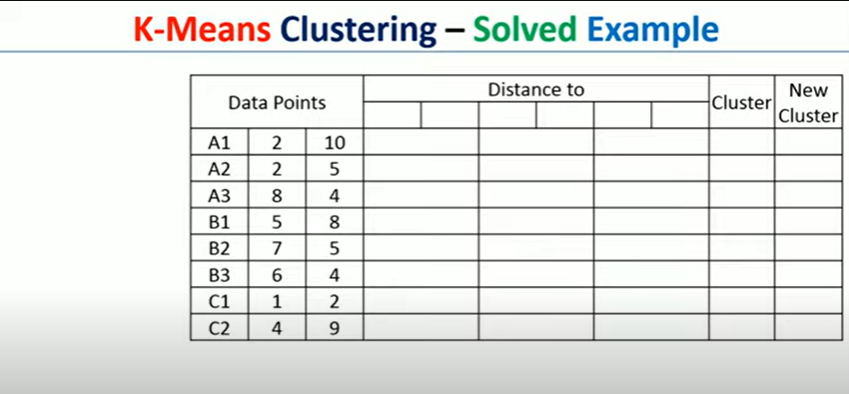 K-Means Clustering – Solved Example
Data Points Distance to Cluster New Cluster
A1 2 10
A2 2 5
A3 8 4
B1 5 8
B2 7 5
B3 6 4
C1 1 2
C2 4 9